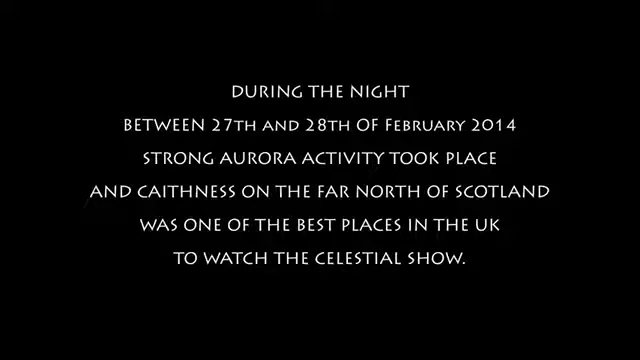 DURING THE NIGHT
BETWEEN 27TH AND 28TH OF FEBRUARY 2014
STRONG AURORA ACTIVITY TOOK PLACE
AND CAITHNESS ON THE FAR NORTH OF SCOTLAND
WAS ONE OF THE BEST PLACES IN THE UK
TO WATCH THE CELESTIAL SHOW.